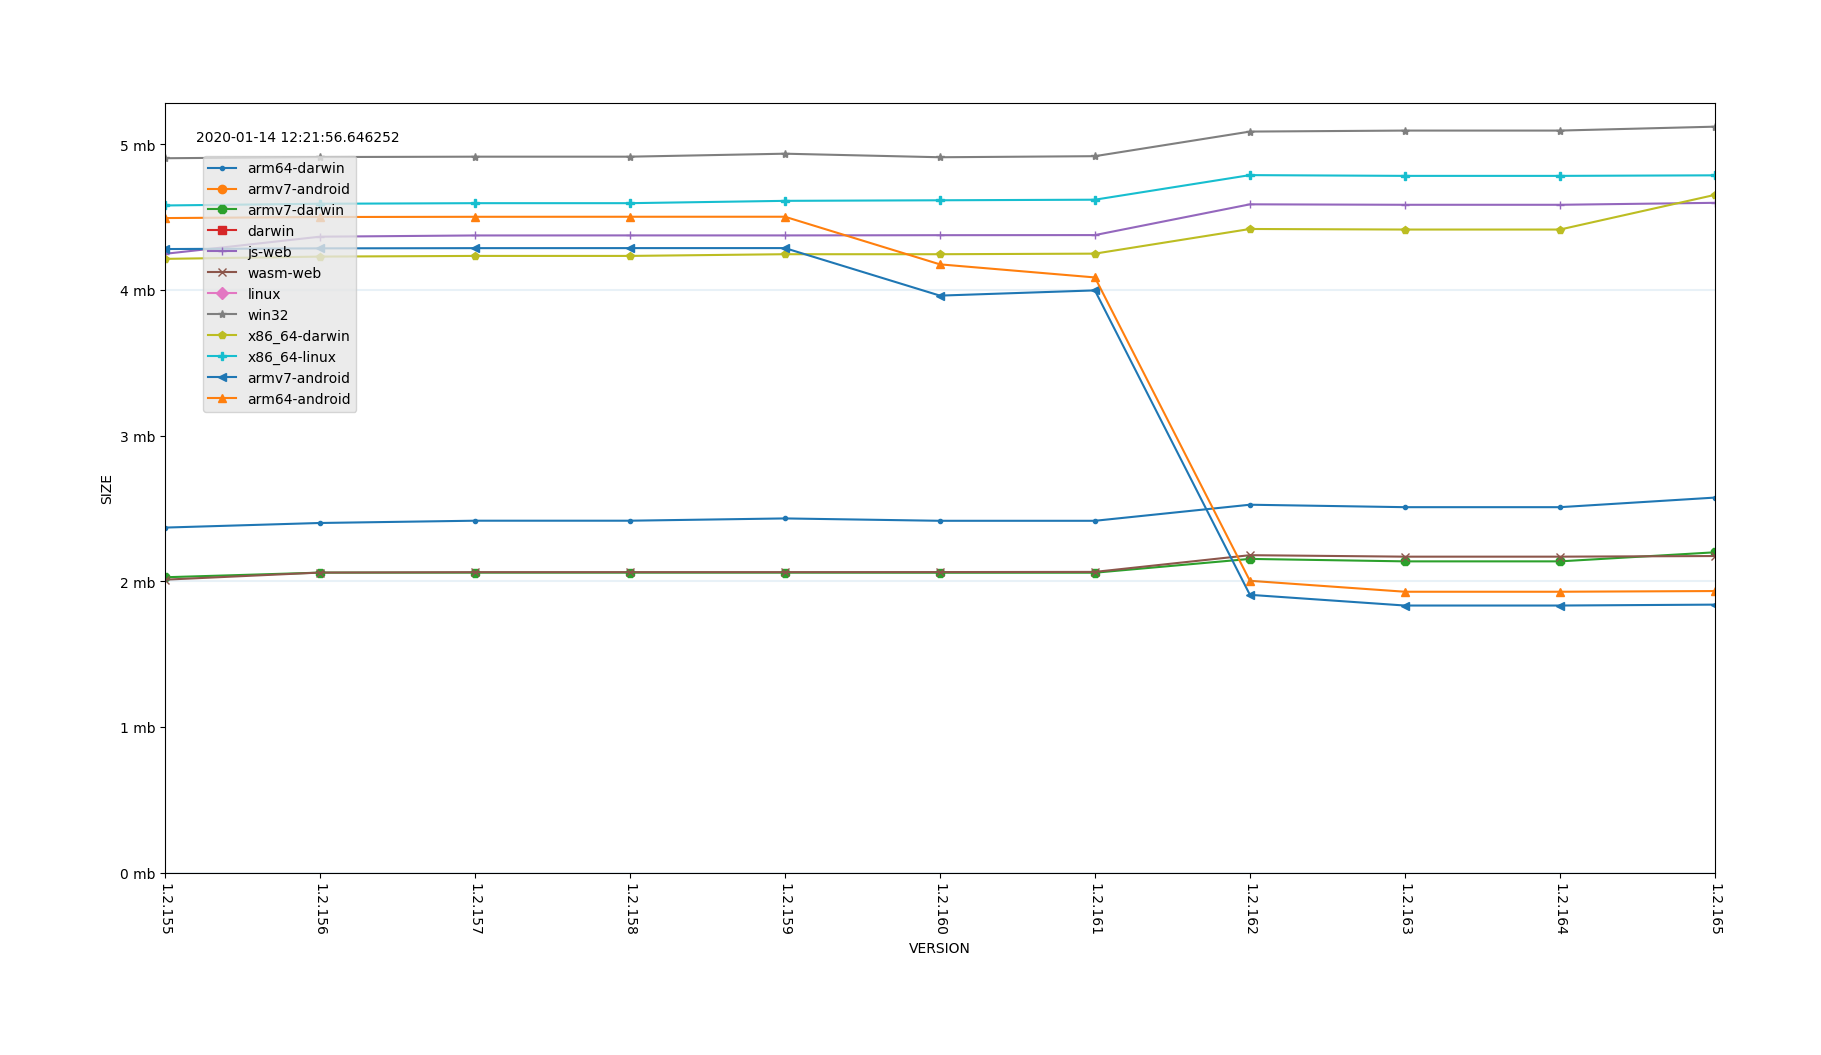 2020-01-14 12:21:56.646252
arm64-darwin
armv7-android
armv7-darwin
darwin
js-web
wasm-web
linux
win32
x86_64-darwin
x86_64-linux
armv7-android
arm64-android
5 mb
4 mb
3 mb
2 mb
1 mb
0 mb
SIZE
1.2.155
1.2.156
1.2.157
1.2.158
1.2.159
1.2.160
1.2.161
1.2.162
1.2.163
1.2.164
1.2.165
VERSION